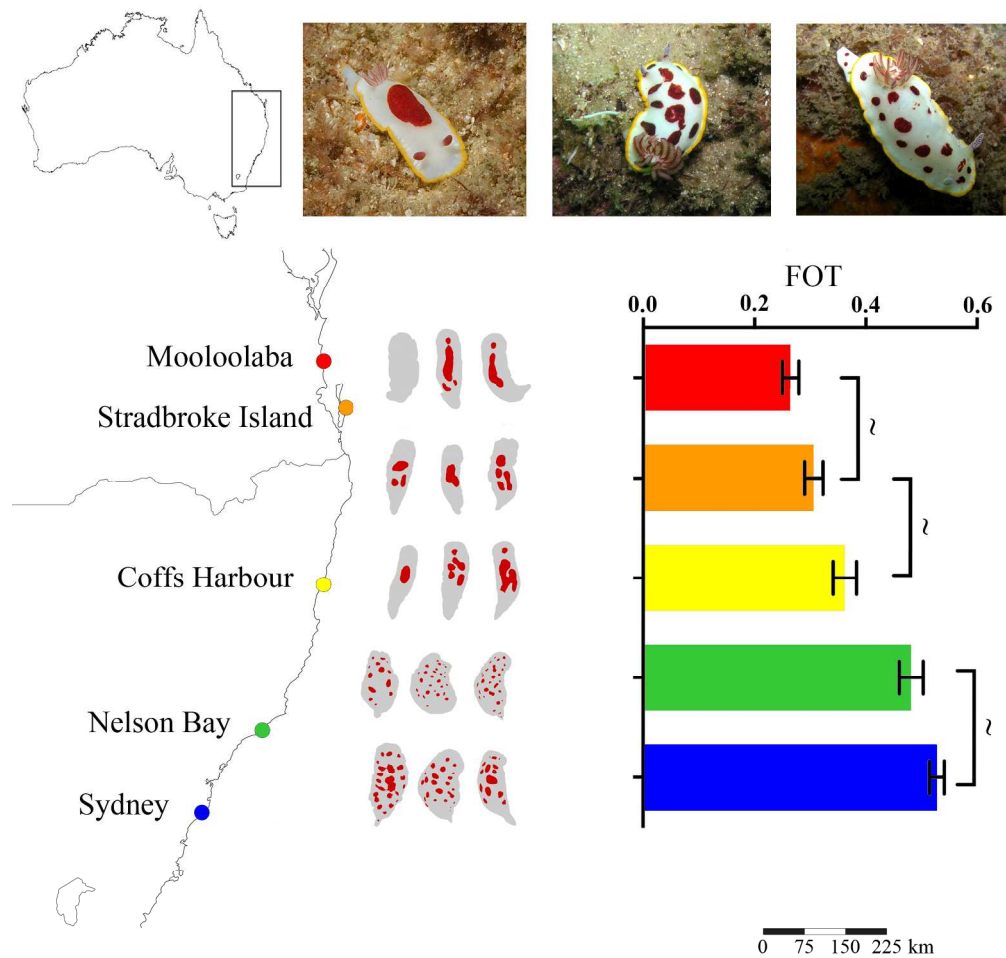 FOT
0.0 0.2 0.4 0.6
Mooloolaba
Stradbroke Island
Coffs Harbour
Nelson Bay
Sydney
~
~
~
0 75 150 225 km